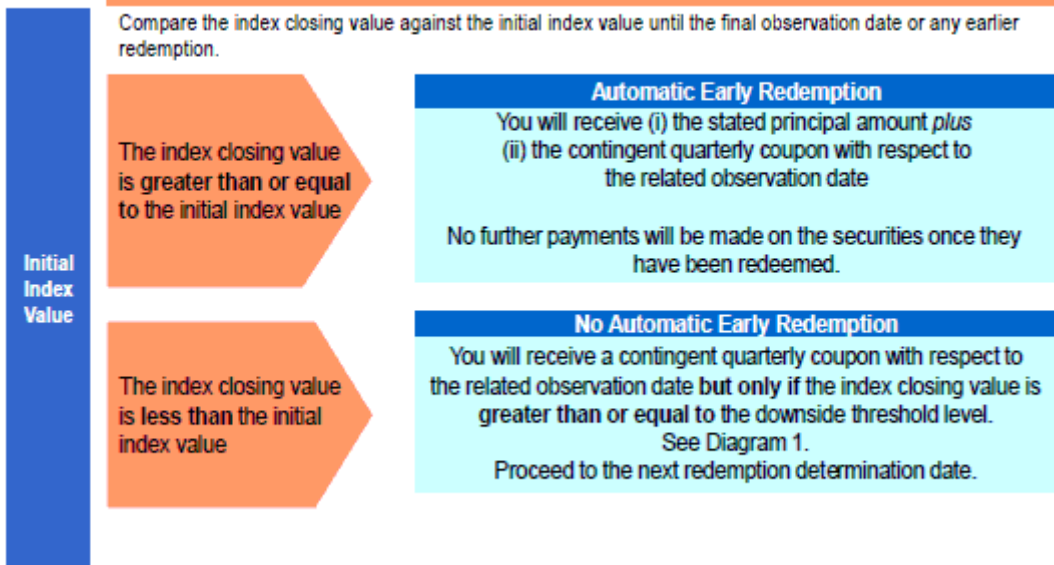 Compare the index closing value against the initial index value until the final observation date or any earlier
redemption.
Initial
Index
Value
The index closing value
is greater than or equal
to the initial index value
Automatic Early Redemption
You will receive (i) the stated principal amount plus
(ii) the contingent quarterly coupon with respect to
the related observation date
No further payments will be made on the securities once they
have been redeemed.
The index closing value
is less than the initial
index value
No Automatic Early Redemption
You will receive a contingent quarterly coupon with respect to
the related observation date but only if the index closing value is
greater than or equal to the downside threshold level.
See Diagram 1.
Proceed to the next redemption determination date.